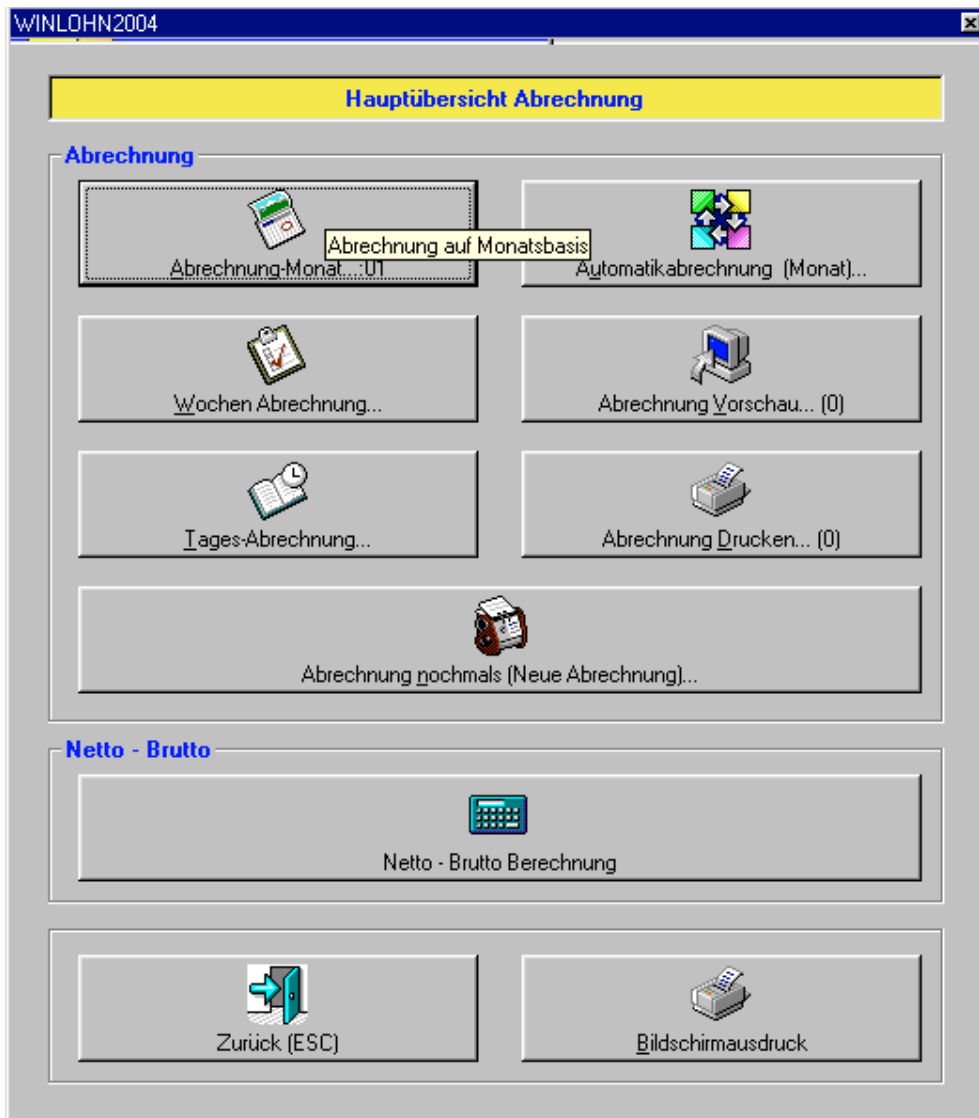 WINLOHN2004
Hauptübersicht Abrechnung
Abrechnung
Abrechnung-Monat...:01
Abrechnung auf Monatsbasis
Automatikabrechnung (Monat)...
Wochen Abrechnung...
Abrechnung Vorschau... (0)
Tages-Abrechnung...
Abrechnung Drucken... (0)
Abrechnung nochmals (Neue Abrechnung)...
Netto - Brutto
Netto - Brutto Berechnung
Zurück (ESC)
Bildschirmausdruck